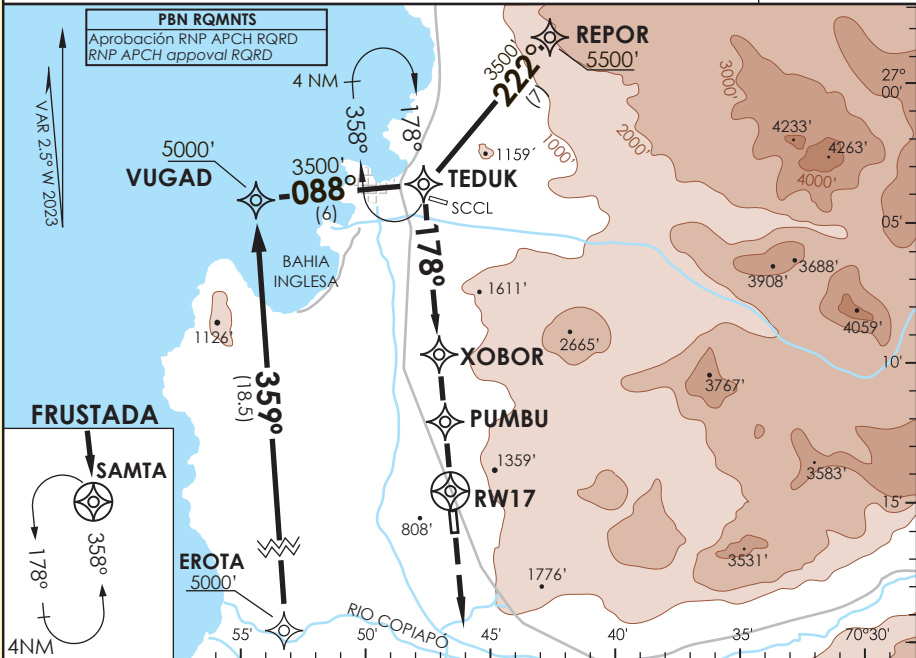 PBN RQMNTS
Aprobación RNP APCH RQRD
RNP APCH appoval RQRD
VAR 2.5° W 2023
4 NM
358°
178°
REPOR
5500'
3500'
222°
(7)
27°
00'
3000'
4233'
4263'
4000'
2000'
1000'
1159'
5000'
VUGAD
3500'
088°
(6)
TEDUK
SCCL
178°
05'
BAHIA
INGLESA
1126'
359°
(18.5)
1611'
3908'
3688'
4059'
2665'
XOBOR
10'
3767'
PUMBU
1359'
3583'
RW17
15'
808'
3531'
1776'
FRUSTADA
SAMTA
178°
358°
4NM
EROTA
5000'
RIO COPIAPÓ
55'
50'
45'
40'
35'
70° 30'